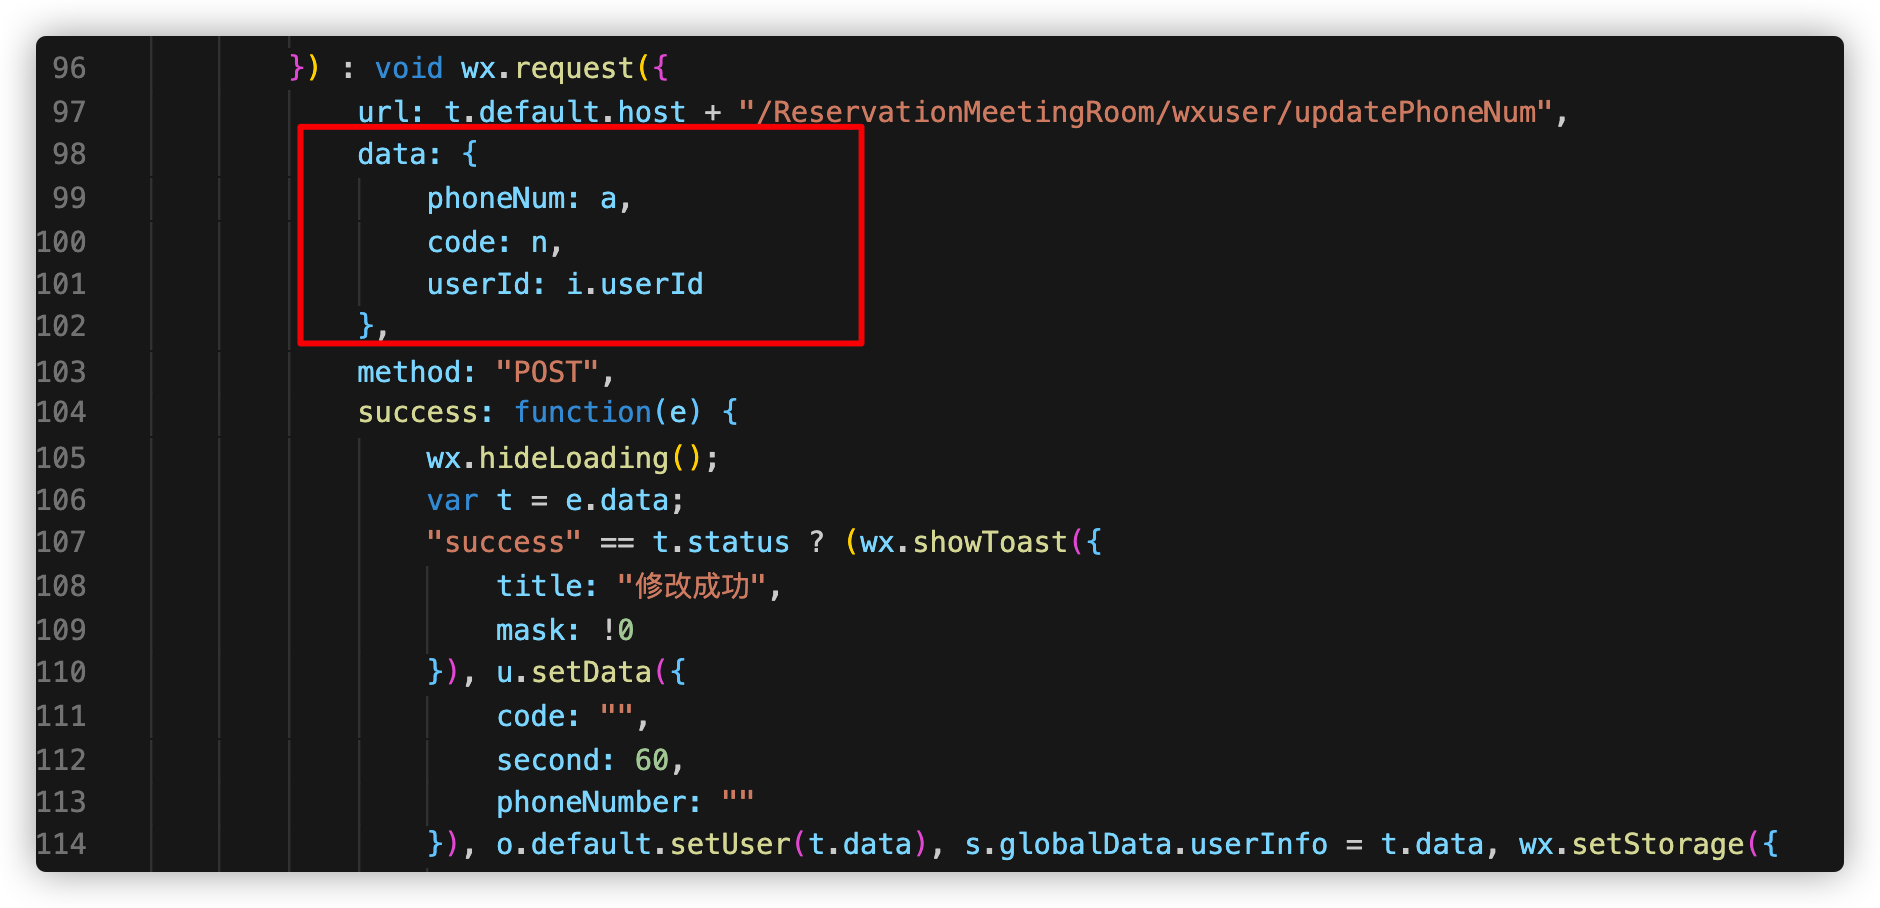 96 }) : void wx.request({
97 url: t.default.host + "/ReservationMeetingRoom/wxuser/updatePhoneNum",
98 data: {
99 phoneNum: a,
100 code: n,
101 userId: i.userId
102 },
103 method: "POST",
104 success: function(e) {
105 wx.hideLoading();
106 var t = e.data;
107 "success" == t.status ? (wx.showToast({
108 title: "修改成功",
109 mask: !0
110 }), u.setData({
111 code: "",
112 second: 60,
113 phoneNumber: ""
114 }), o.default.setUser(t.data), s.globalData.userInfo = t.data, wx.setStorage({